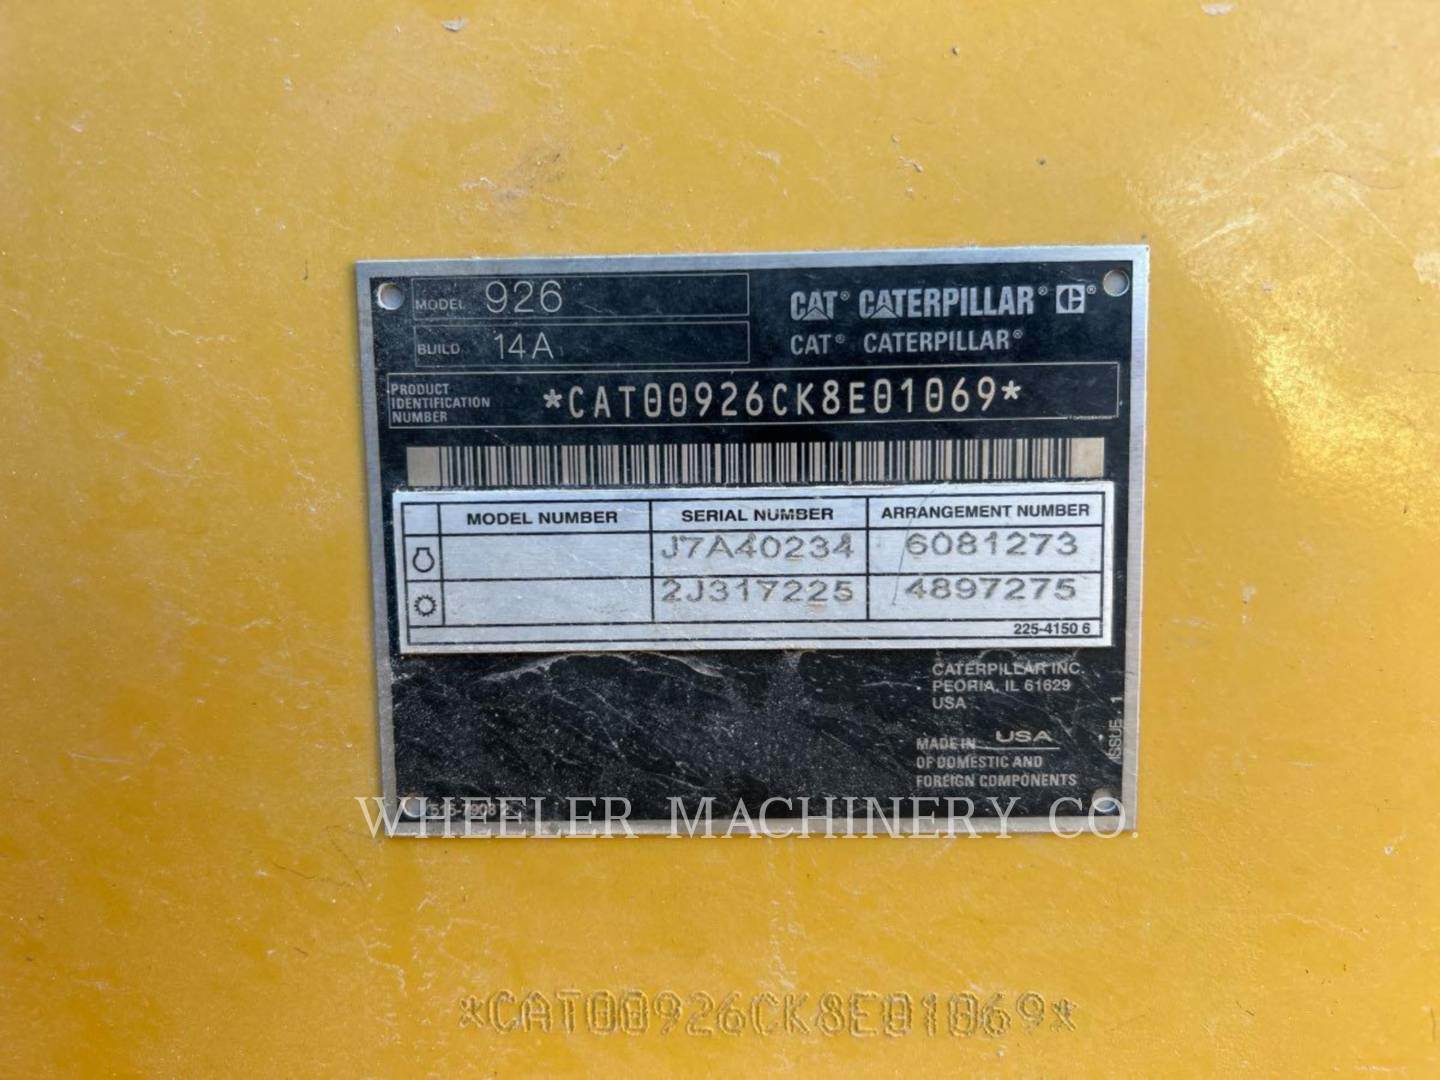 MODEL 926
BUILD 14A
CAT® CATERPILLAR® C®
CAT® CATERPILLAR®
PRODUCT
IDENTIFICATION
NUMBER
*CAT00926CK8E01069*
MODEL NUMBER SERIAL NUMBER ARRANGEMENT NUMBER
J7A40234 6081273
2J317225 4897275
225-4150 6
CATERPILLAR INC.
PEORIA, IL 61629
USA
MADE IN USA
OF DOMESTIC AND
FOREIGN COMPONENTS
ISSUE 1
WHEELER MACHINERY CO.
*CAT00926CK8E01069*